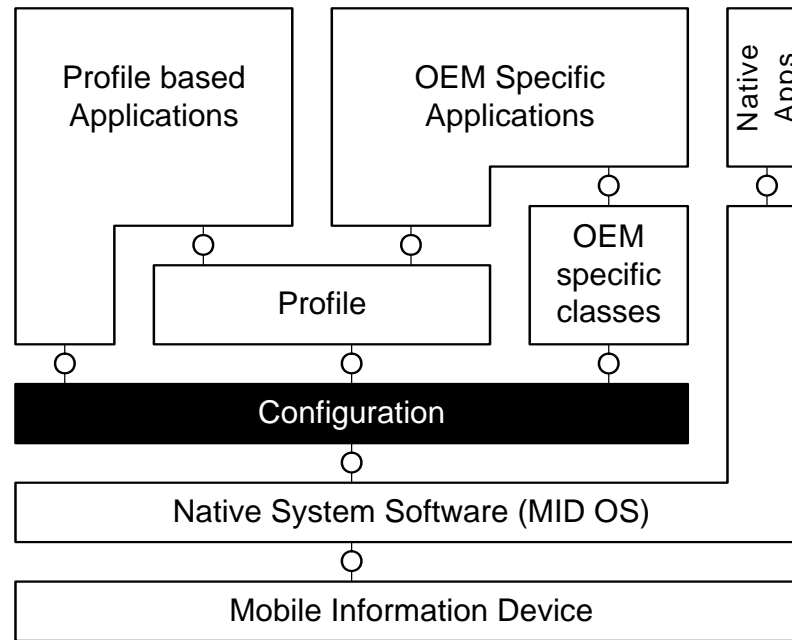 Profile based
Applications
OEM Specific
Applications
Native
Apps
OEM
specific
classes
Profile
Configuration
Native System Software (MID OS)
Mobile Information Device